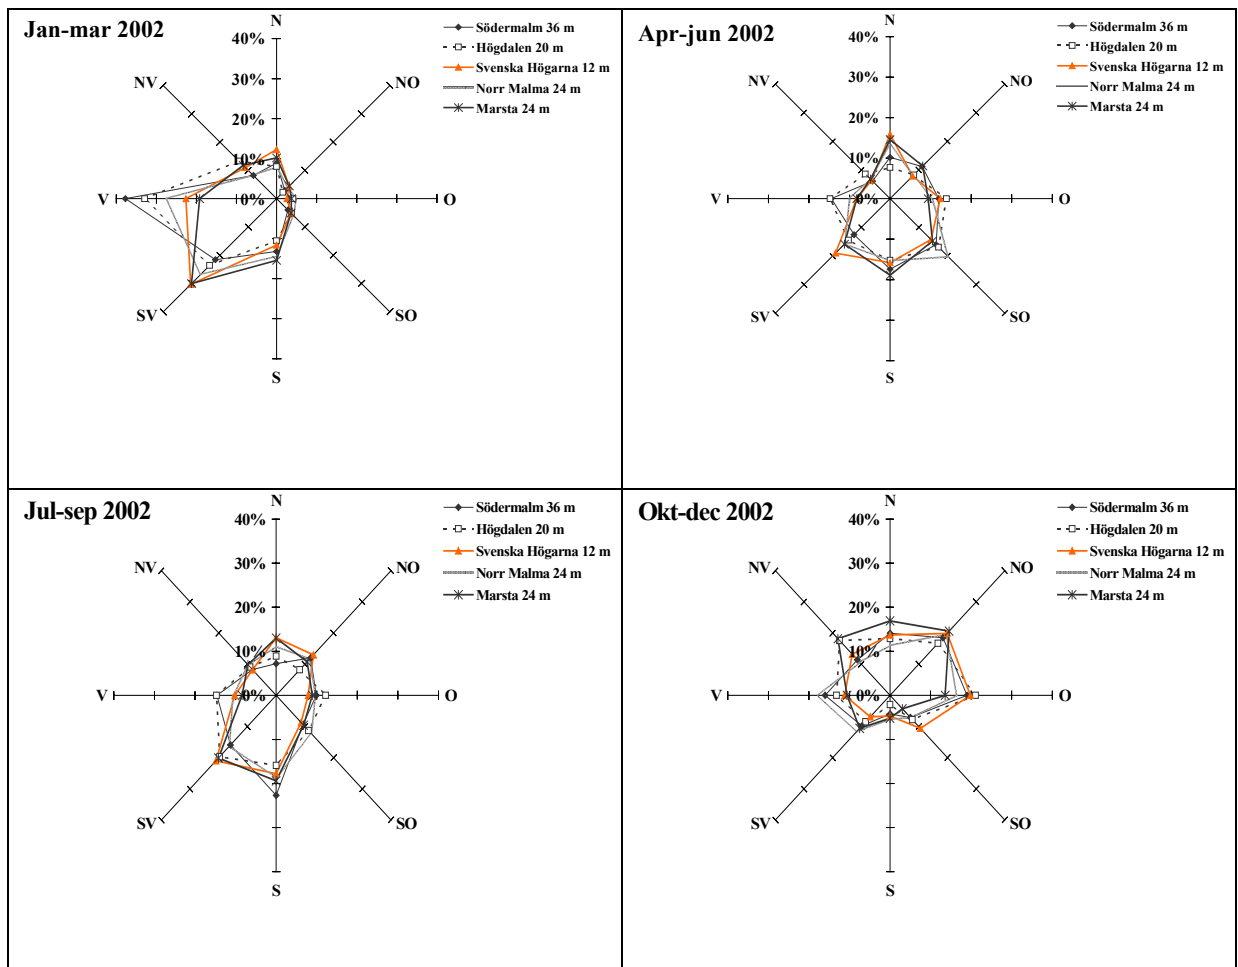 Jan-mar 2002
N
Södermalm 36 m
Högdalen 20 m
Svenska Högarna 12 m
Norr Malma 24 m
Marsta 24 m
40%
30%
20%
10%
0%
NV
NO
V
O
SV
SO
S
Apr-jun 2002
N
Södermalm 36 m
Högdalen 20 m
Svenska Högarna 12 m
Norr Malma 24 m
Marsta 24 m
40%
30%
20%
10%
0%
NV
NO
V
O
SV
SO
S
Jul-sep 2002
N
Södermalm 36 m
Högdalen 20 m
Svenska Högarna 12 m
Norr Malma 24 m
Marsta 24 m
40%
30%
20%
10%
0%
NV
NO
V
O
SV
SO
S
Okt-dec 2002
N
Södermalm 36 m
Högdalen 20 m
Svenska Högarna 12 m
Norr Malma 24 m
Marsta 24 m
40%
30%
20%
10%
0%
NV
NO
V
O
SV
SO
S